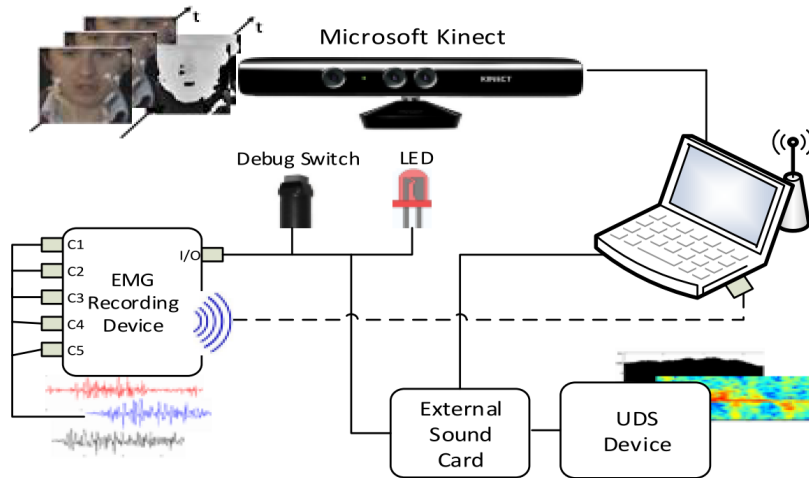 t
t
Microsoft Kinect
KINECT
Debug Switch
LED
C1
C2
C3
C4
C5
I/O
EMG
Recording
Device
External
Sound
Card
UDS
Device